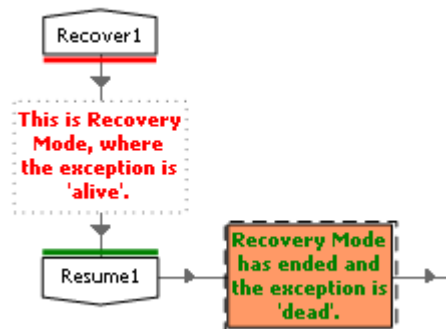 Recover1
This is Recovery
Mode, where
the exception is
'alive'.
Resume1
Recovery Mode
has ended and
the exception is
'dead'.